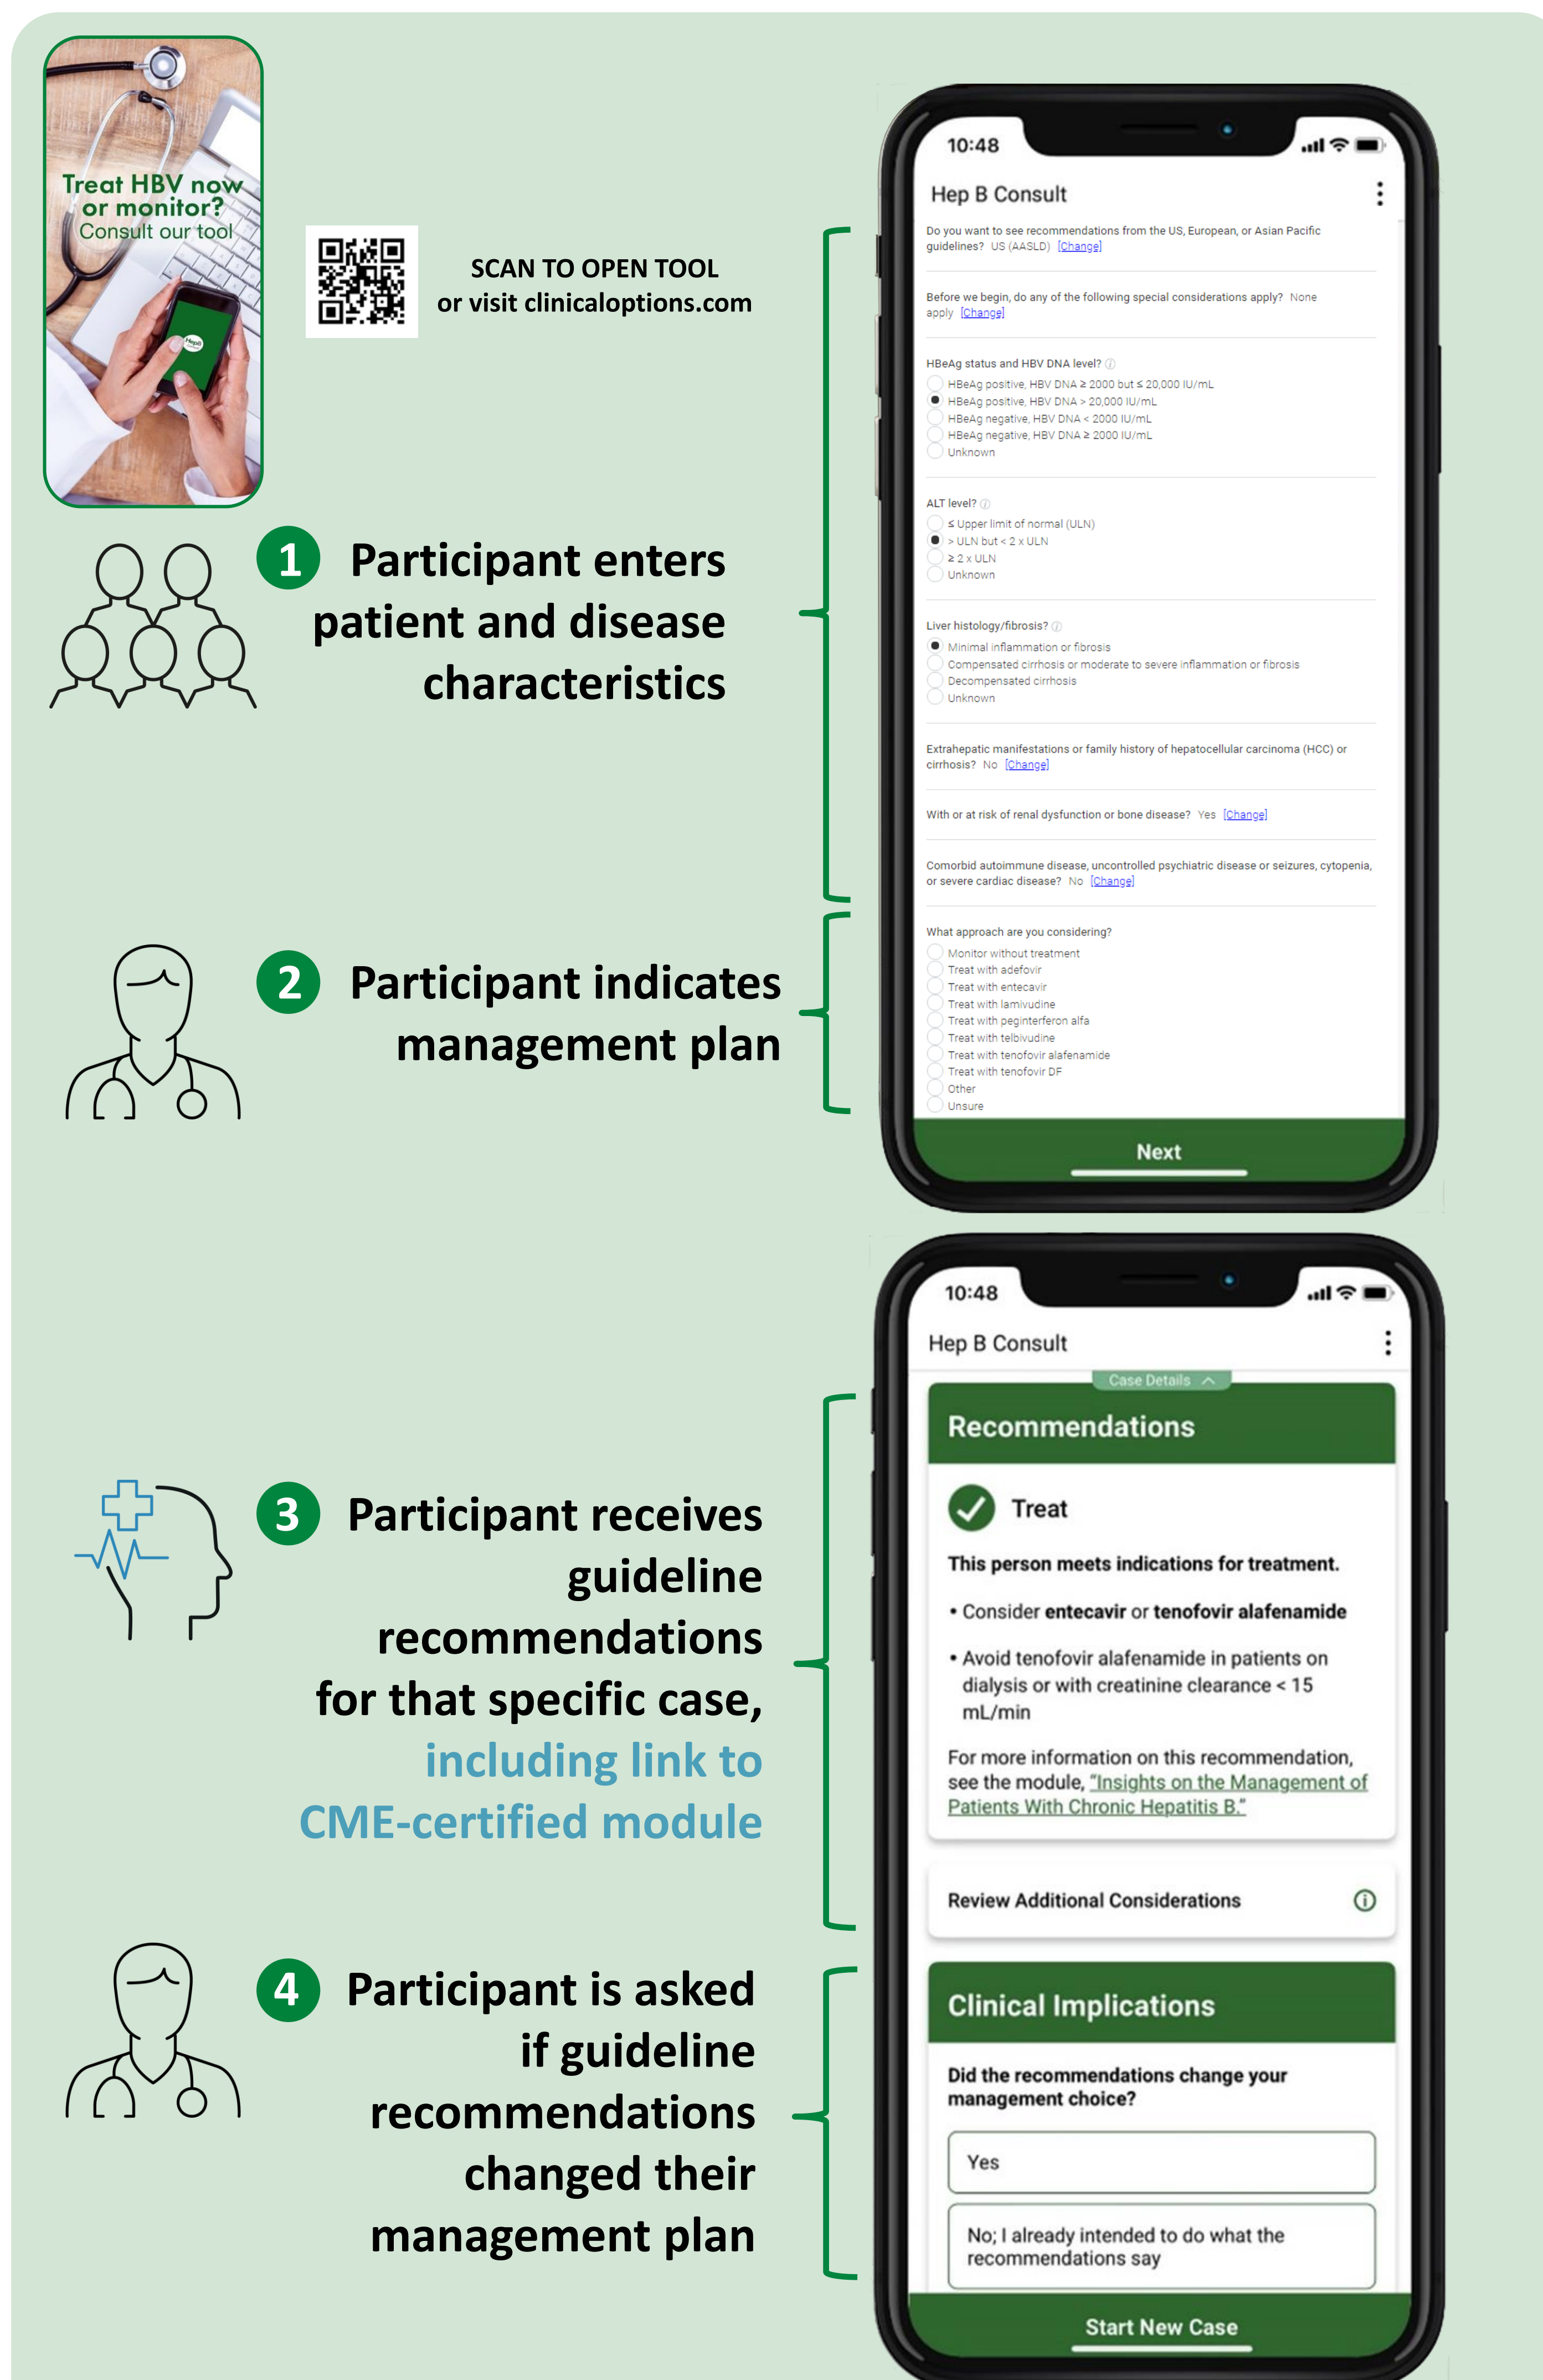 Treat HBV now
or monitor?
Consult our tool
HepB
SCAN TO OPEN TOOL
or visit clinicaloptions.com
1 Participant enters
patient and disease
characteristics
2 Participant indicates
management plan
10:48
Hep B Consult
Do you want to see recommendations from the US, European, or Asian Pacific
guidelines? US (AASLD) [Change]
Before we begin, do any of the following special considerations apply? None
apply [Change]
HBeAg status and HBV DNA level?
HBeAg positive, HBV DNA ≥ 2000 but ≤ 20,000 IU/mL
HBeAg positive, HBV DNA > 20,000 IU/mL
HBeAg negative, HBV DNA < 2000 IU/mL
HBeAg negative, HBV DNA ≥ 2000 IU/mL
Unknown
ALT level?
≤ Upper limit of normal (ULN)
> ULN but < 2 x ULN
≥ 2 x ULN
Unknown
Liver histology/fibrosis?
Minimal inflammation or fibrosis
Compensated cirrhosis or moderate to severe inflammation or fibrosis
Decompensated cirrhosis
Unknown
Extrahepatic manifestations or family history of hepatocellular carcinoma (HCC) or
cirrhosis? No [Change]
With or at risk of renal dysfunction or bone disease? Yes [Change]
Comorbid autoimmune disease, uncontrolled psychiatric disease or seizures, cytopenia,
or severe cardiac disease? No [Change]
What approach are you considering?
Monitor without treatment
Treat with adefovir
Treat with entecavir
Treat with lamivudine
Treat with peginterferon alfa
Treat with telbivudine
Treat with tenofovir alafenamide
Treat with tenofovir DF
Other
Unsure
Next
3 Participant receives
guideline
recommendations
for that specific case,
including link to
CME-certified module
4 Participant is asked
if guideline
recommendations
changed their
management plan
10:48
Hep B Consult
Case Details
Recommendations
Treat
This person meets indications for treatment.
• Consider entecavir or tenofovir alafenamide
• Avoid tenofovir alafenamide in patients on
dialysis or with creatinine clearance < 15
mL/min
For more information on this recommendation,
see the module, "Insights on the Management of
Patients With Chronic Hepatitis B."
Review Additional Considerations
Clinical Implications
Did the recommendations change your
management choice?
Yes
No; I already intended to do what the
recommendations say
Start New Case